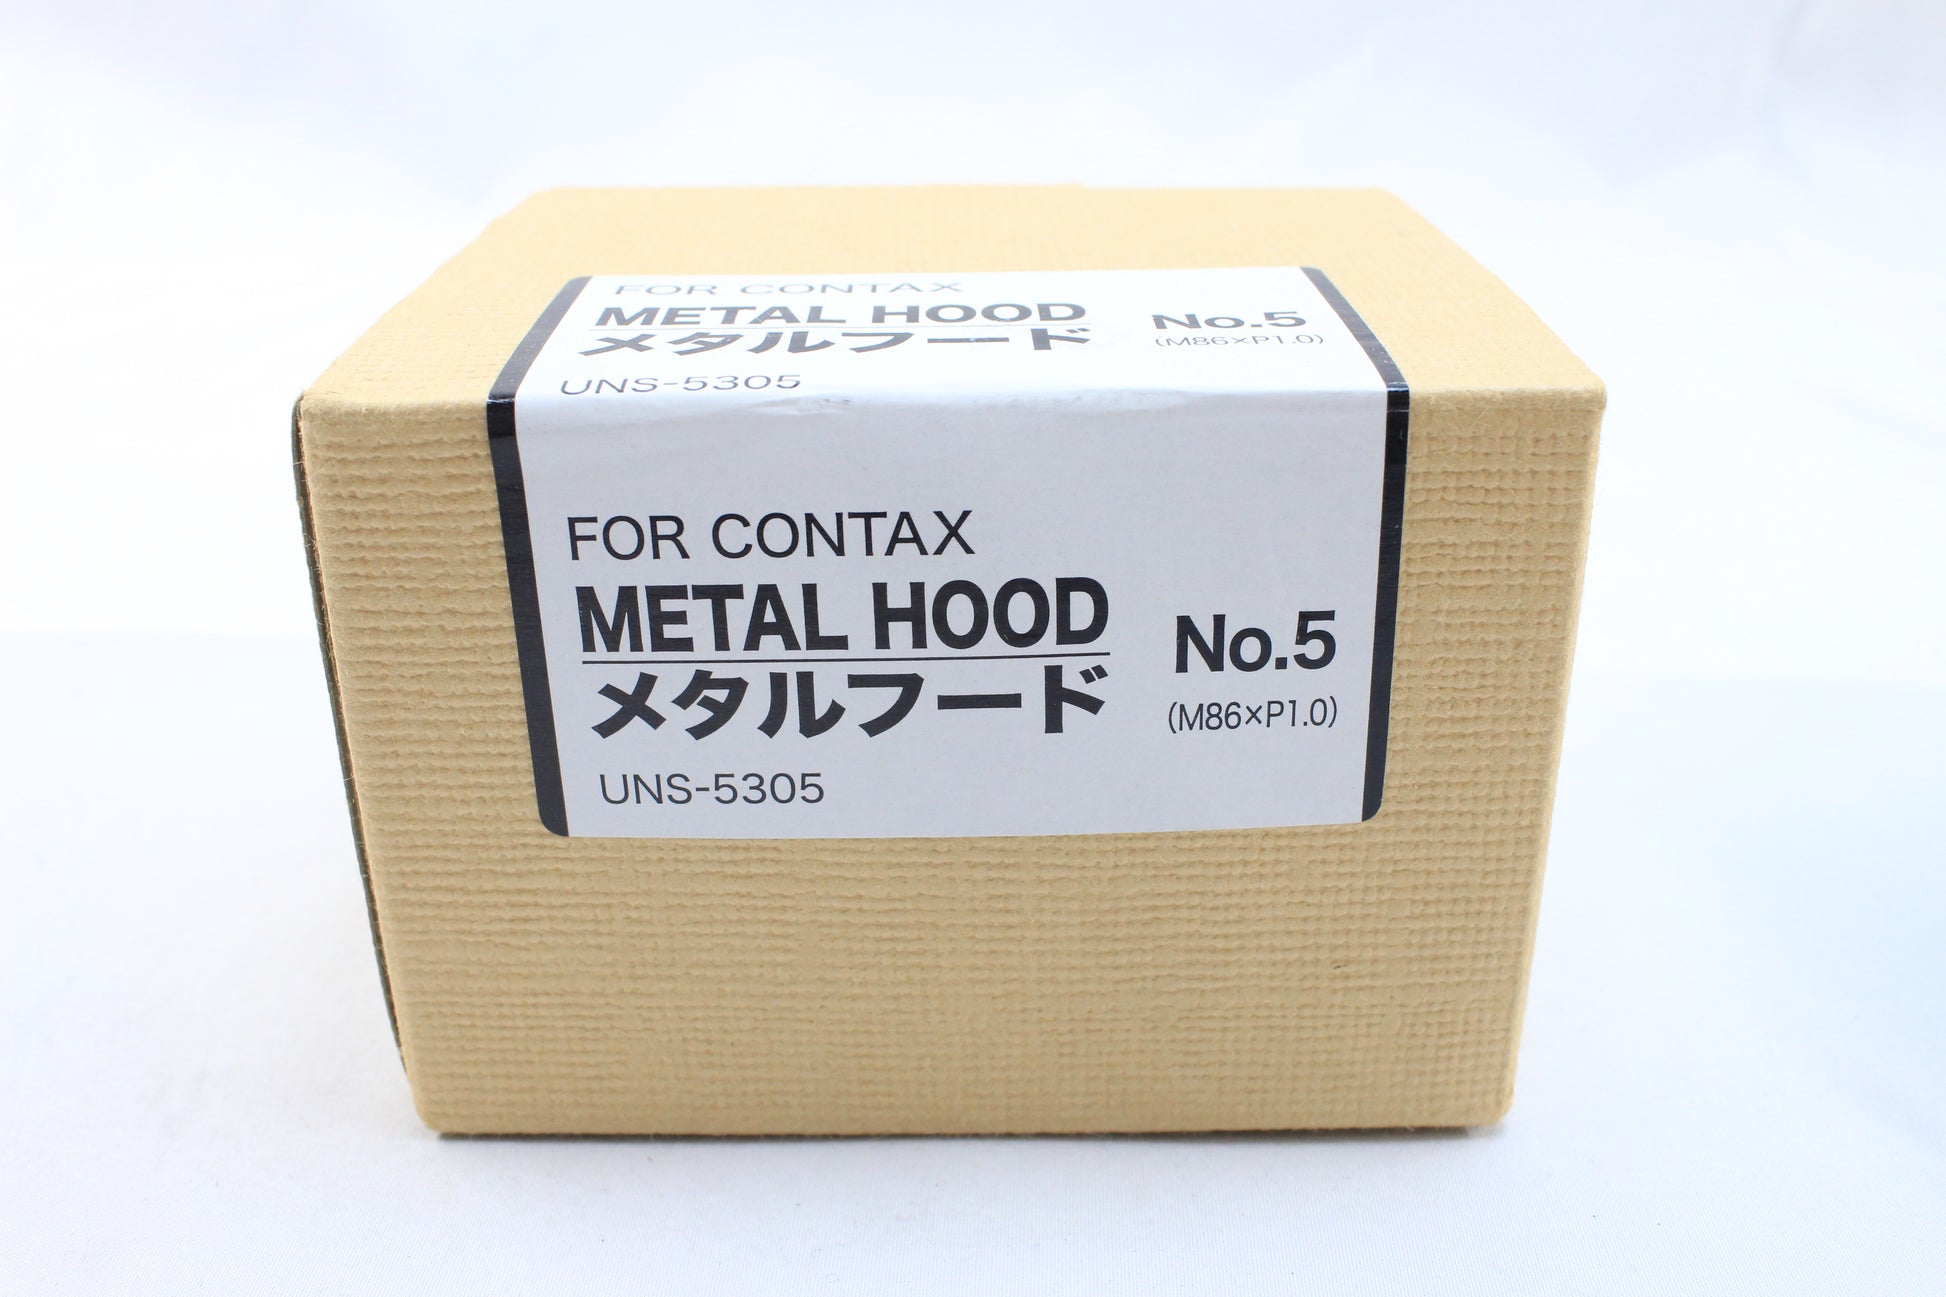 FOR CONTAX
METAL HOOD
メタルフード
No.5
(M86×P1.0)
UNS-5305
FOR CONTAX
METAL HOOD
メタルフード
No.5
(M86×P1.0)
UNS-5305